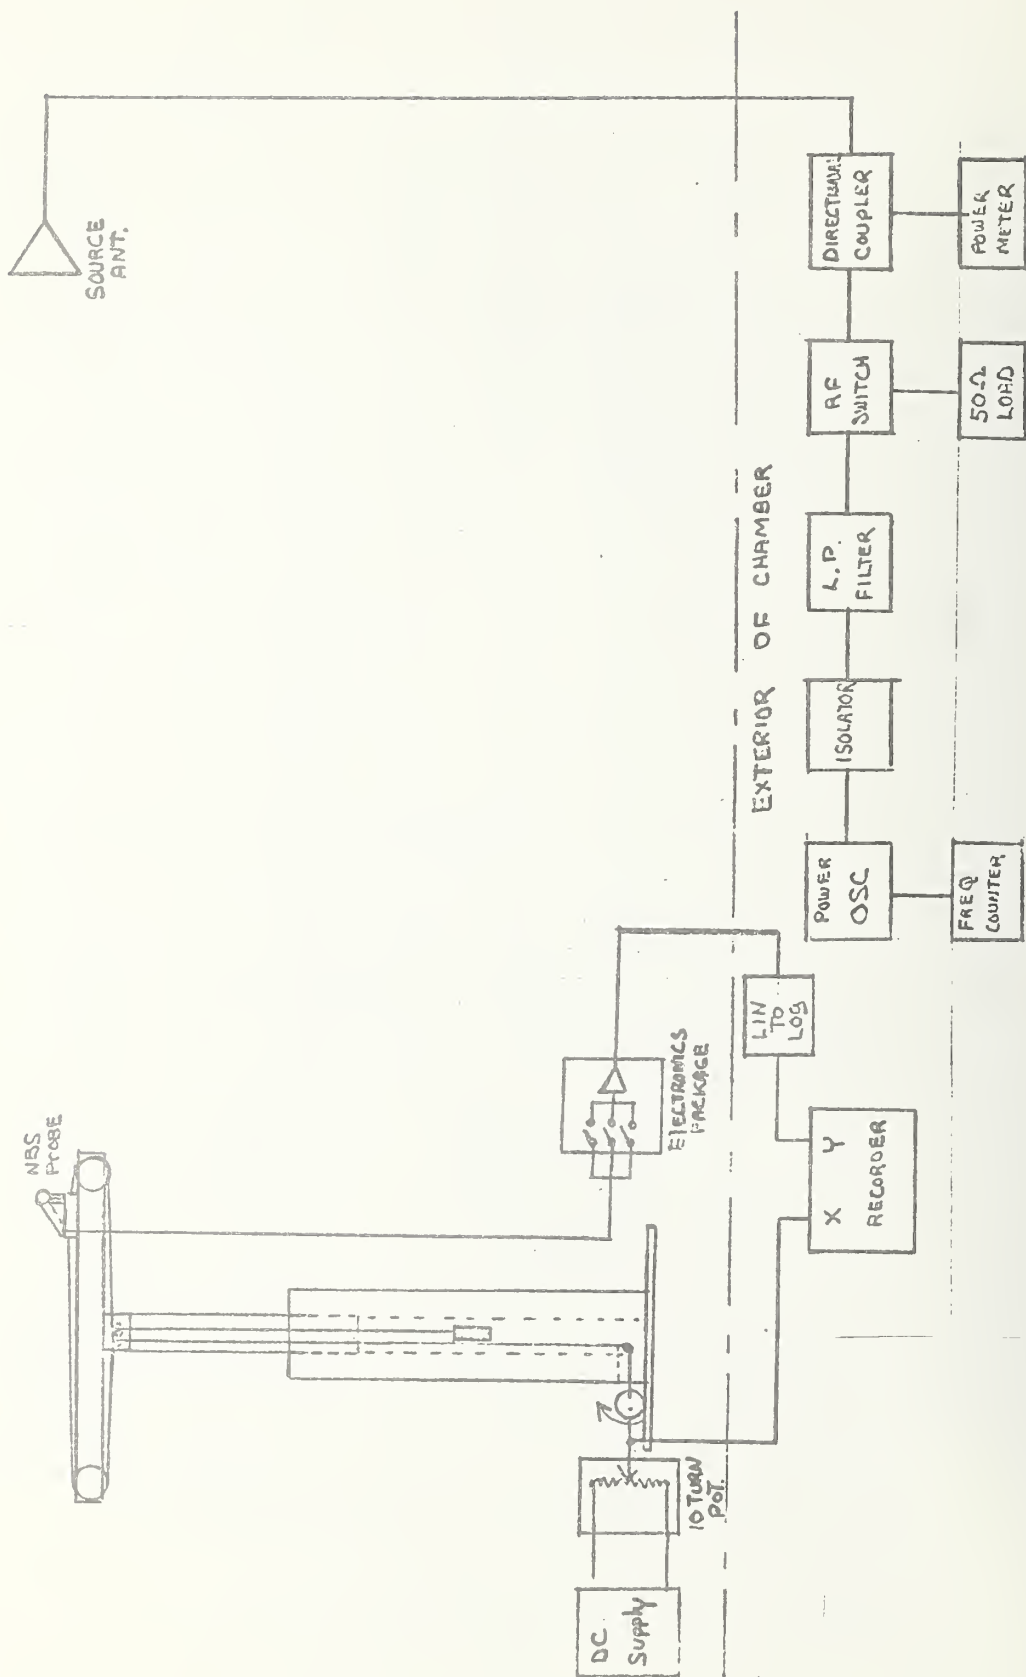 NBS
PROBE
SOURCE
ANT.
ELECTRONICS
PACKAGE
DC
SUPPLY
10 TURN
POT.
EXTERIOR OF CHAMBER
LIN
TO
LOG
X Y
RECORDER
POWER
OSC
ISOLATOR
L.P.
FILTER
RF
SWITCH
DIRECTIONAL
COUPLER
FREQ
COUNTER
50Ω
LOAD
POWER
METER